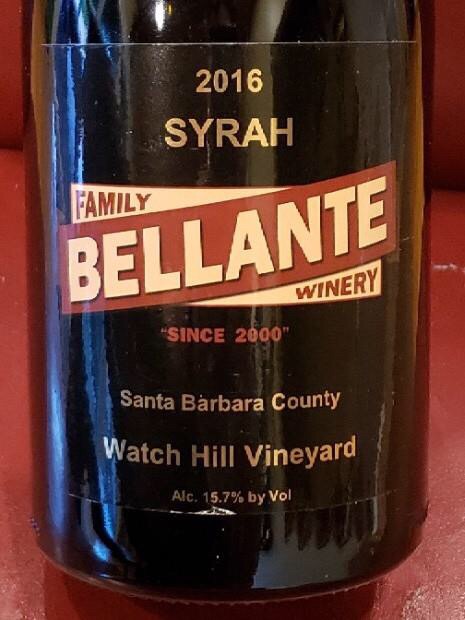 2016
SYRAH
FAMILY
BELLANTE
WINERY
"SINCE 2000"
Santa Barbara County
Watch Hill Vineyard
Alc. 15.7% by Vol